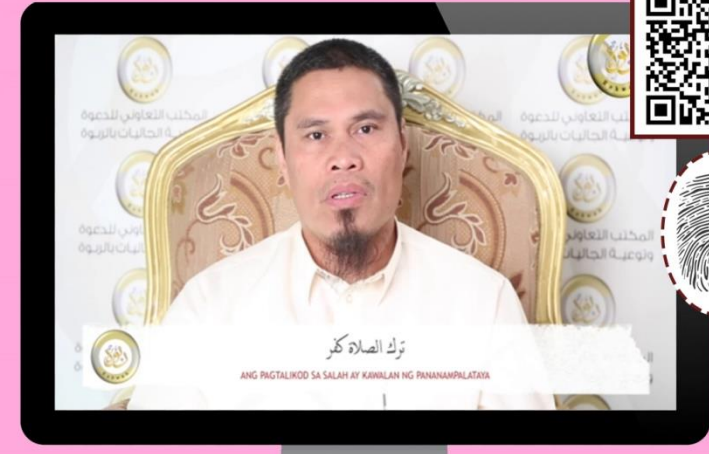 المكتب التعاوني للدعوة
وتوعية الجاليات بالربوة
ترك الصلاة كفر
ANG PAGTALIKOD SA SALAH AY KAWALAN NG PANANAMPALATAYA